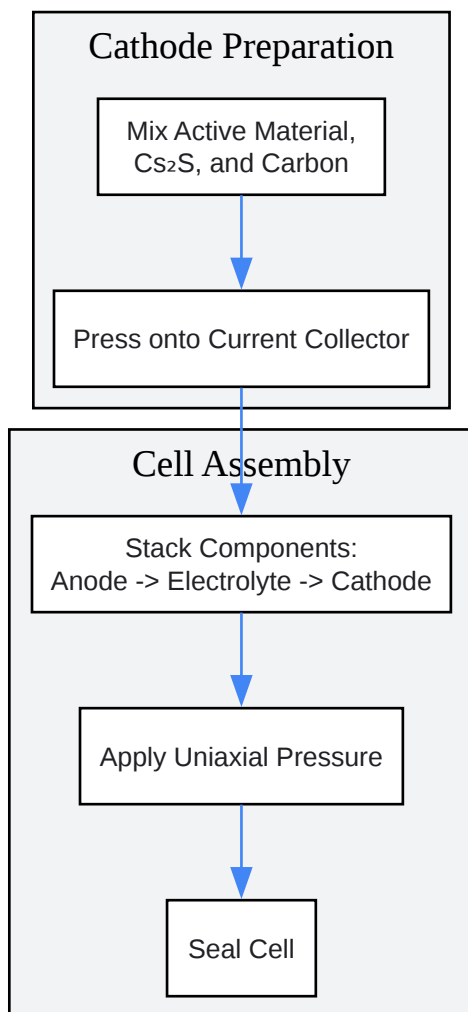 Cathode Preparation
Mix Active Material,
Cs₂S, and Carbon
Press onto Current Collector
Cell Assembly
Stack Components:
Anode -> Electrolyte -> Cathode
Apply Uniaxial Pressure
Seal Cell